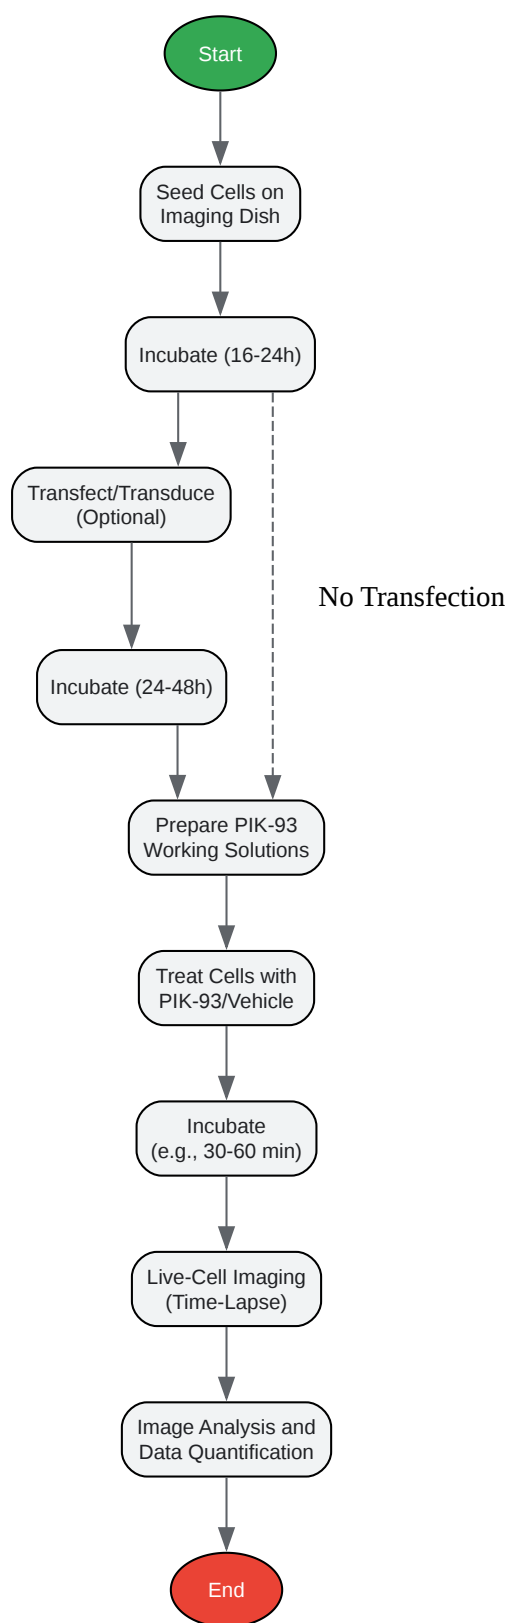 Start
Seed Cells on
Imaging Dish
Incubate (16-24h)
Transfect/Transduce
(Optional)
No Transfection
Incubate (24-48h)
Prepare PIK-93
Working Solutions
Treat Cells with
PIK-93/Vehicle
Incubate
(e.g., 30-60 min)
Live-Cell Imaging
(Time-Lapse)
Image Analysis and
Data Quantification
End